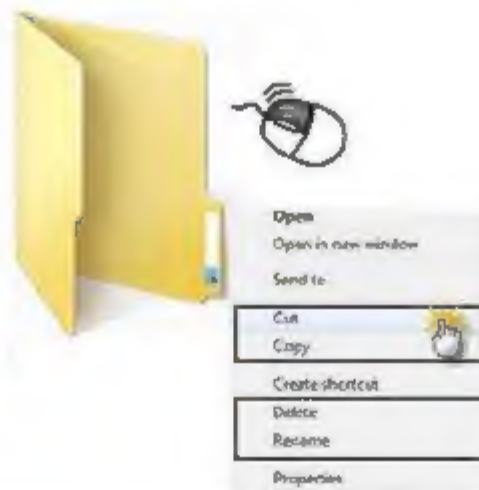 Open
Open in new window
Send to
Cut
Copy
Create shortcut
Delete
Rename
Properties